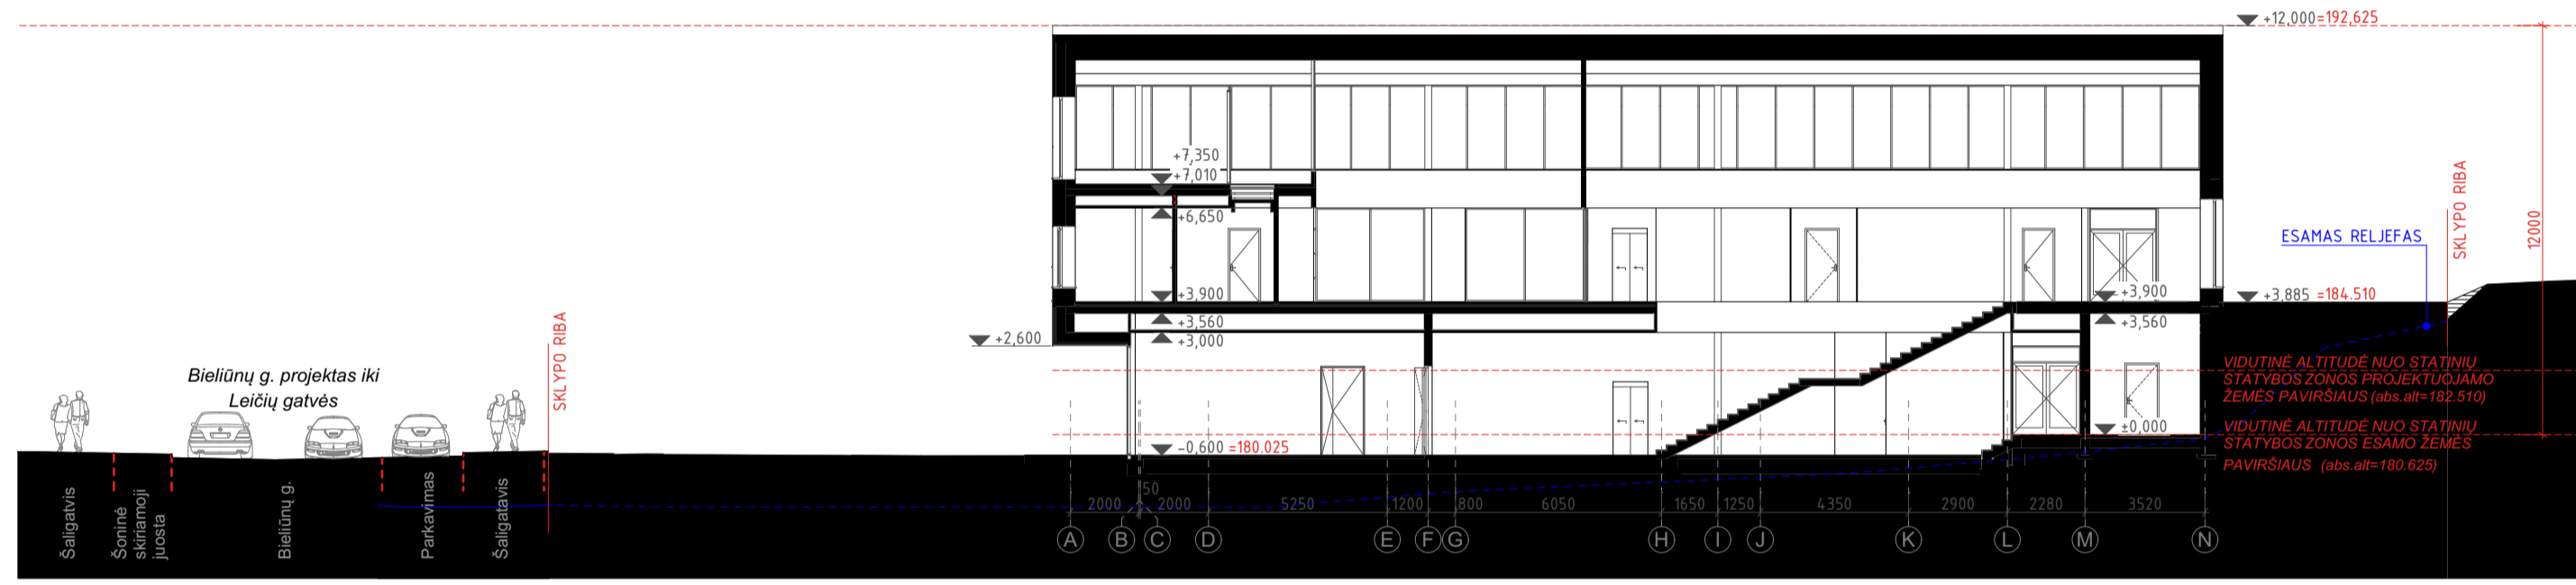 +12,000=192,625
+7,350
+7,010
+6,650
+3,900
+3,560
+3,000
+2,600
-0,600 =180.025
+3,900
+3,560
±0,000
+3,885 =184.510
12000
SKLYPO RIBA
ESAMAS RELJEFAS
VIDUTINĖ ALTITUDĖ NUO STATINIŲ
STATYBOS ZONOS PROJEKTUOJAMO
ŽEMĖS PAVIRŠIAUS (abs.alt=182.510)
VIDUTINĖ ALTITUDĖ NUO STATINIŲ
STATYBOS ZONOS ESAMO ŽEMĖS
PAVIRŠIAUS (abs.alt=180.625)
Bieliūnų g. projektas iki
Leičių gatvės
SKLYPO RIBA
Šaligatvis
Šoninė
skiriamoji
juosta
Bieliūnų g.
Parkavimas
Šaligatavis
50
2000 2000 5250 1200 800 6050 1650 1250 4350 2900 2280 3520
A B C D E F G H I J K L M N